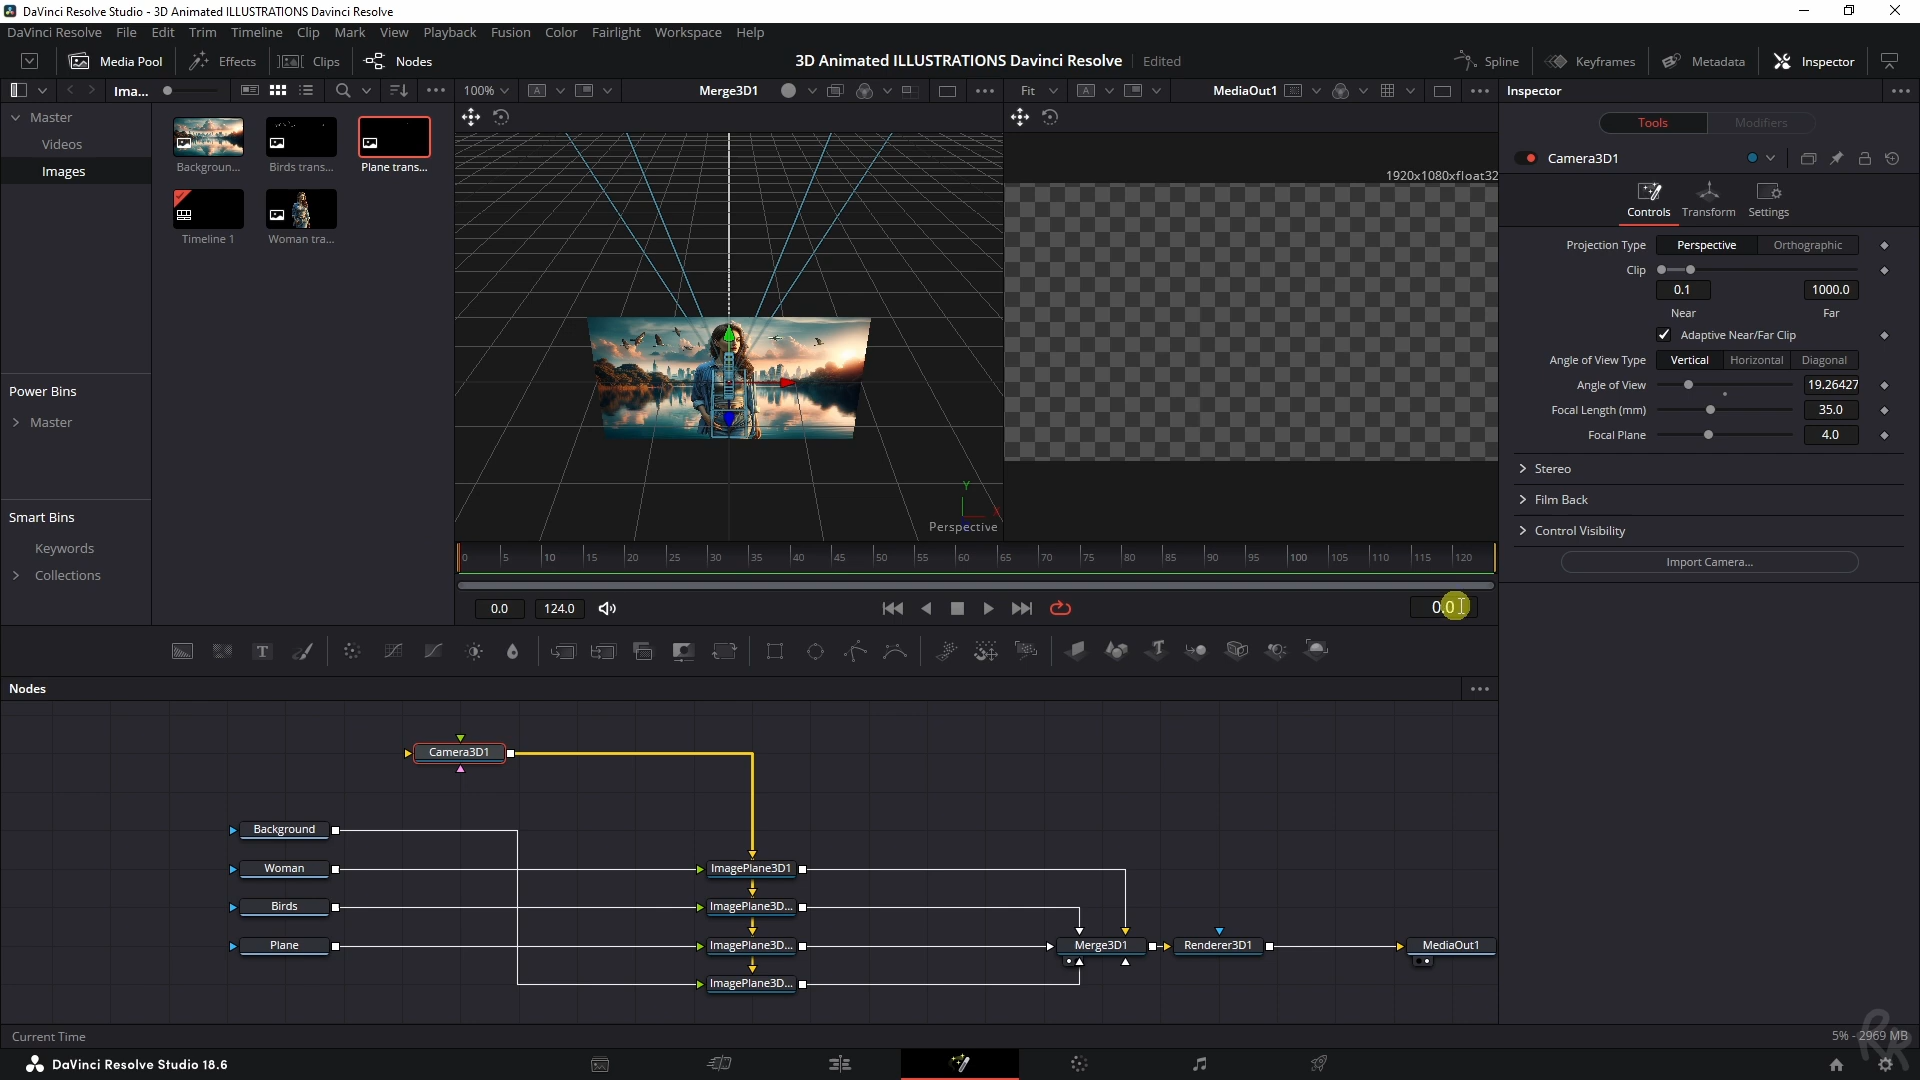 DaVinci Resolve Studio - 3D Animated ILLUSTRATIONS Davinci Resolve
DaVinci Resolve File Edit Trim Timeline Clip Mark View Playback Fusion Color Fairlight Workspace Help
Media Pool Effects Clips Nodes 3D Animated ILLUSTRATIONS Davinci Resolve Edited Spline Keyframes Metadata Inspector
Ima... 100% A Merge3D1 Fit A MediaOut1 Inspector
Master
Videos
Images
Backgroun... Birds trans... Plane trans...
Timeline 1 Woman tra...
Power Bins
Master
Smart Bins
Keywords
Collections
Y
X
Perspective
1920x1080xfloat32
Tools Modifiers
Camera3D1
Controls Transform Settings
Projection Type Perspective Orthographic
Clip
0.1 1000.0
Near Far
Adaptive Near/Far Clip
Angle of View Type Vertical Horizontal Diagonal
Angle of View 19.26427
Focal Length (mm) 35.0
Focal Plane 4.0
Stereo
Film Back
Control Visibility
Import Camera...
0 5 10 15 20 25 30 35 40 45 50 55 60 65 70 75 80 85 90 95 100 105 110 115 120
0.0 124.0 0.0
T
Nodes
Camera3D1
Background
Woman ImagePlane3D1
Birds ImagePlane3D...
Plane ImagePlane3D... Merge3D1 Renderer3D1 MediaOut1
ImagePlane3D...
Current Time 5% - 2969 MB
DaVinci Resolve Studio 18.6